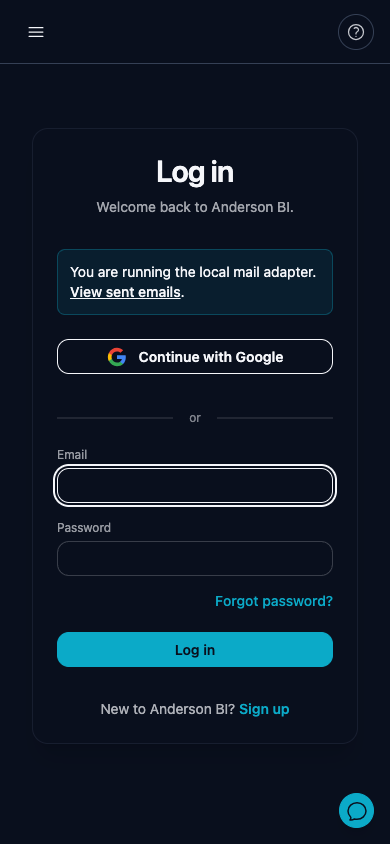 Log in
Welcome back to Anderson BI.
You are running the local mail adapter.
View sent emails.
Continue with Google
or
Email
Password
Forgot password?
Log in
New to Anderson BI? Sign up